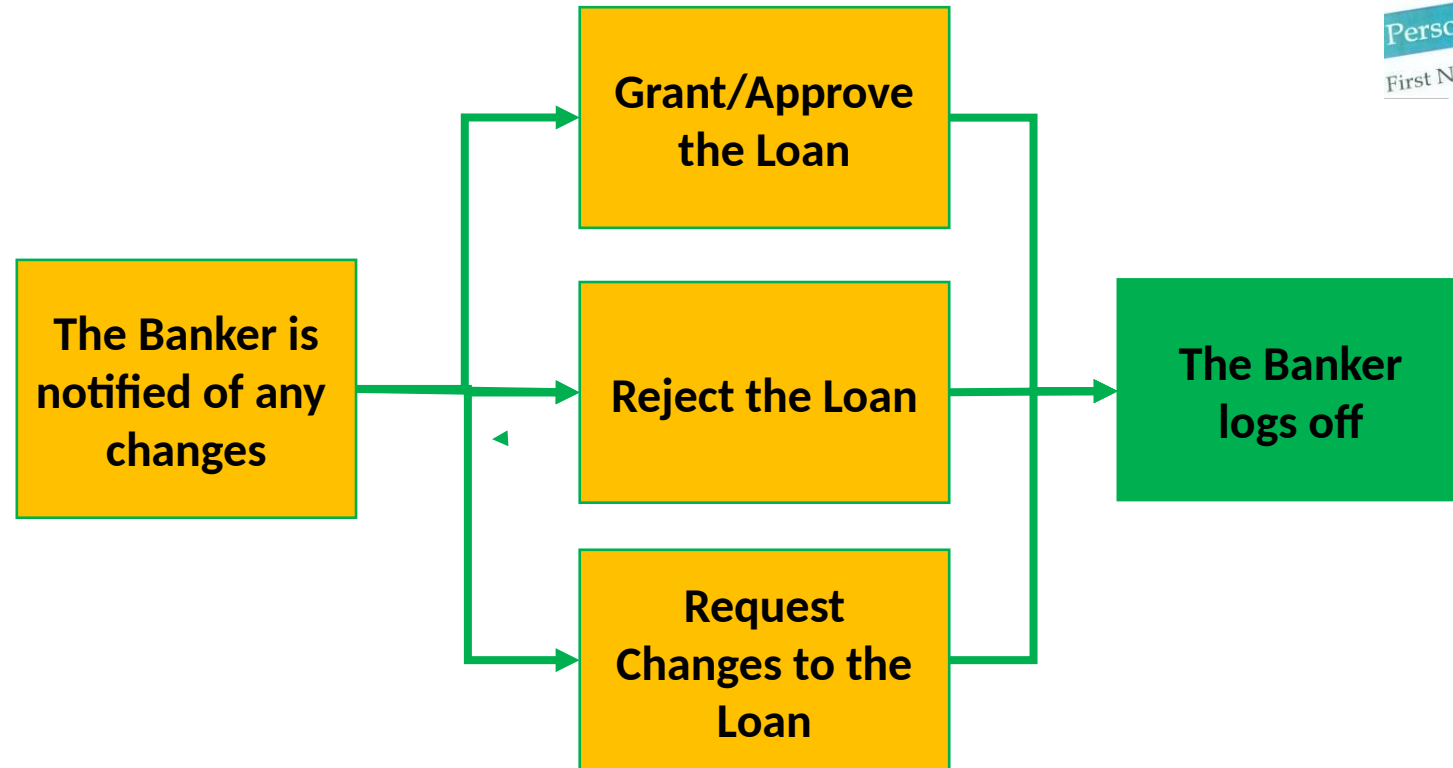 Grant/Approve
the Loan
The Banker is
notified of any
changes
Reject the Loan
The Banker
logs off
Request
Changes to the
Loan
First